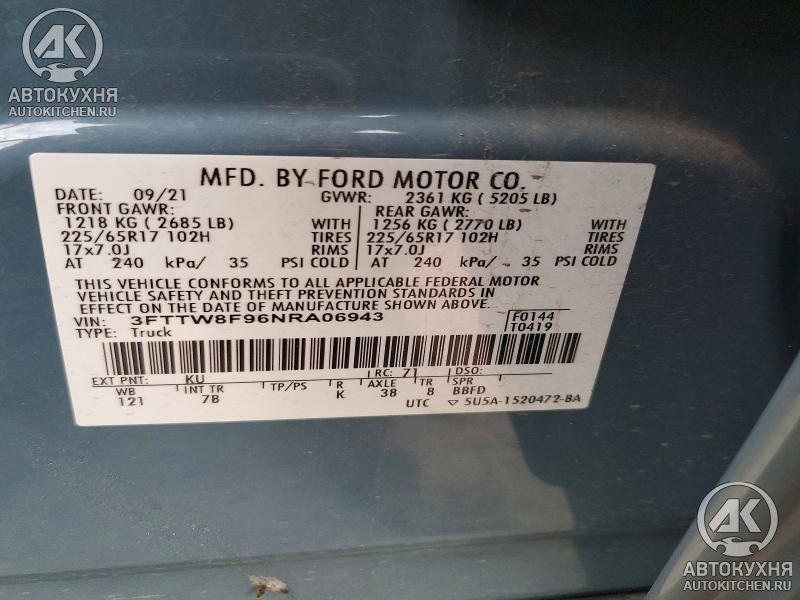 AK
АВТОКУХНЯ
AUTOKITCHEN.RU
MFD. BY FORD MOTOR CO.
DATE: 09/21 GVWR: 2361 KG ( 5205 LB)
FRONT GAWR: REAR GAWR:
1218 KG ( 2685 LB) WITH 1256 KG ( 2770 LB) WITH
225/65R17 102H TIRES 225/65R17 102H TIRES
17x7.0J RIMS 17x7.0J RIMS
AT 240 kPa/ 35 PSI COLD AT 240 kPa/ 35 PSI COLD
THIS VEHICLE CONFORMS TO ALL APPLICABLE FEDERAL MOTOR
VEHICLE SAFETY AND THEFT PREVENTION STANDARDS IN
EFFECT ON THE DATE OF MANUFACTURE SHOWN ABOVE.
VIN: 3FTTW8F96NRA06943 F0144
TYPE: Truck T0419
EXT PNT: KU RC: 71 DSO:
WB INT TR TP/PS R AXLE TR SPR
121 7B K 38 8 BBFD
UTC ▽ 5U5A-1520472-BA
AK
АВТОКУХНЯ
AUTOKITCHEN.RU